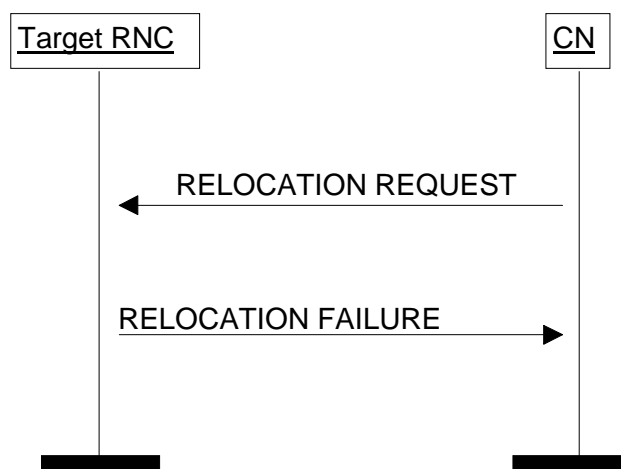 Target RNC
CN
RELOCATION REQUEST
RELOCATION FAILURE